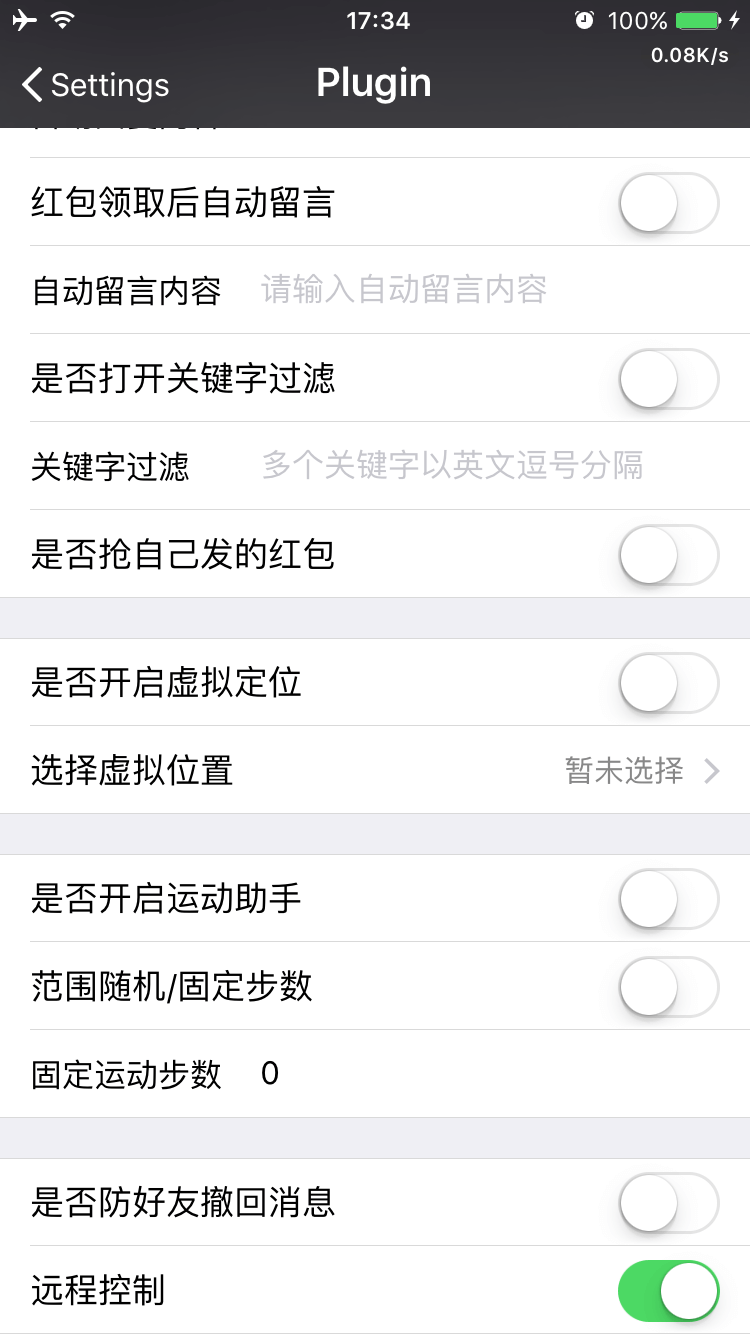 17:34
100%
0.08K/s
Settings
Plugin
红包领取后自动留言
自动留言内容 请输入自动留言内容
是否打开关键字过滤
关键字过滤 多个关键字以英文逗号分隔
是否抢自己发的红包
是否开启虚拟定位
选择虚拟位置 暂未选择
是否开启运动助手
范围随机/固定步数
固定运动步数 0
是否防好友撤回消息
远程控制